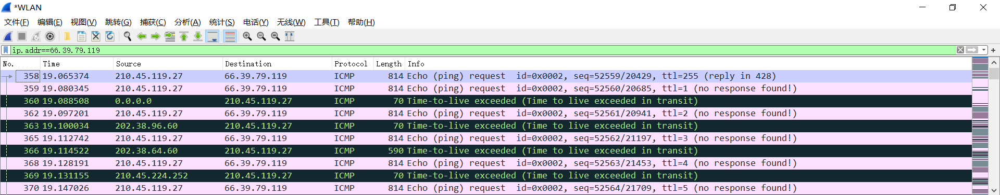 *WLAN
文件(F) 编辑(E) 视图(V) 跳转(G) 捕获(C) 分析(A) 统计(S) 电话(Y) 无线(W) 工具(T) 帮助(H)
ip.addr==66.39.79.119
No. Time Source Destination Protocol Length Info
358 19.065374 210.45.119.27 66.39.79.119 ICMP 814 Echo (ping) request id=0x0002, seq=52559/20429, ttl=255 (reply in 428)
359 19.080345 210.45.119.27 66.39.79.119 ICMP 814 Echo (ping) request id=0x0002, seq=52560/20685, ttl=1 (no response found!)
360 19.088508 0.0.0.0 210.45.119.27 ICMP 70 Time-to-live exceeded (Time to live exceeded in transit)
362 19.097201 210.45.119.27 66.39.79.119 ICMP 814 Echo (ping) request id=0x0002, seq=52561/20941, ttl=2 (no response found!)
363 19.100034 202.38.96.60 210.45.119.27 ICMP 70 Time-to-live exceeded (Time to live exceeded in transit)
365 19.112742 210.45.119.27 66.39.79.119 ICMP 814 Echo (ping) request id=0x0002, seq=52562/21197, ttl=3 (no response found!)
366 19.114522 202.38.64.60 210.45.119.27 ICMP 590 Time-to-live exceeded (Time to live exceeded in transit)
368 19.128191 210.45.119.27 66.39.79.119 ICMP 814 Echo (ping) request id=0x0002, seq=52563/21453, ttl=4 (no response found!)
369 19.131155 210.45.224.252 210.45.119.27 ICMP 70 Time-to-live exceeded (Time to live exceeded in transit)
370 19.147026 210.45.119.27 66.39.79.119 ICMP 814 Echo (ping) request id=0x0002, seq=52564/21709, ttl=5 (no response found!)